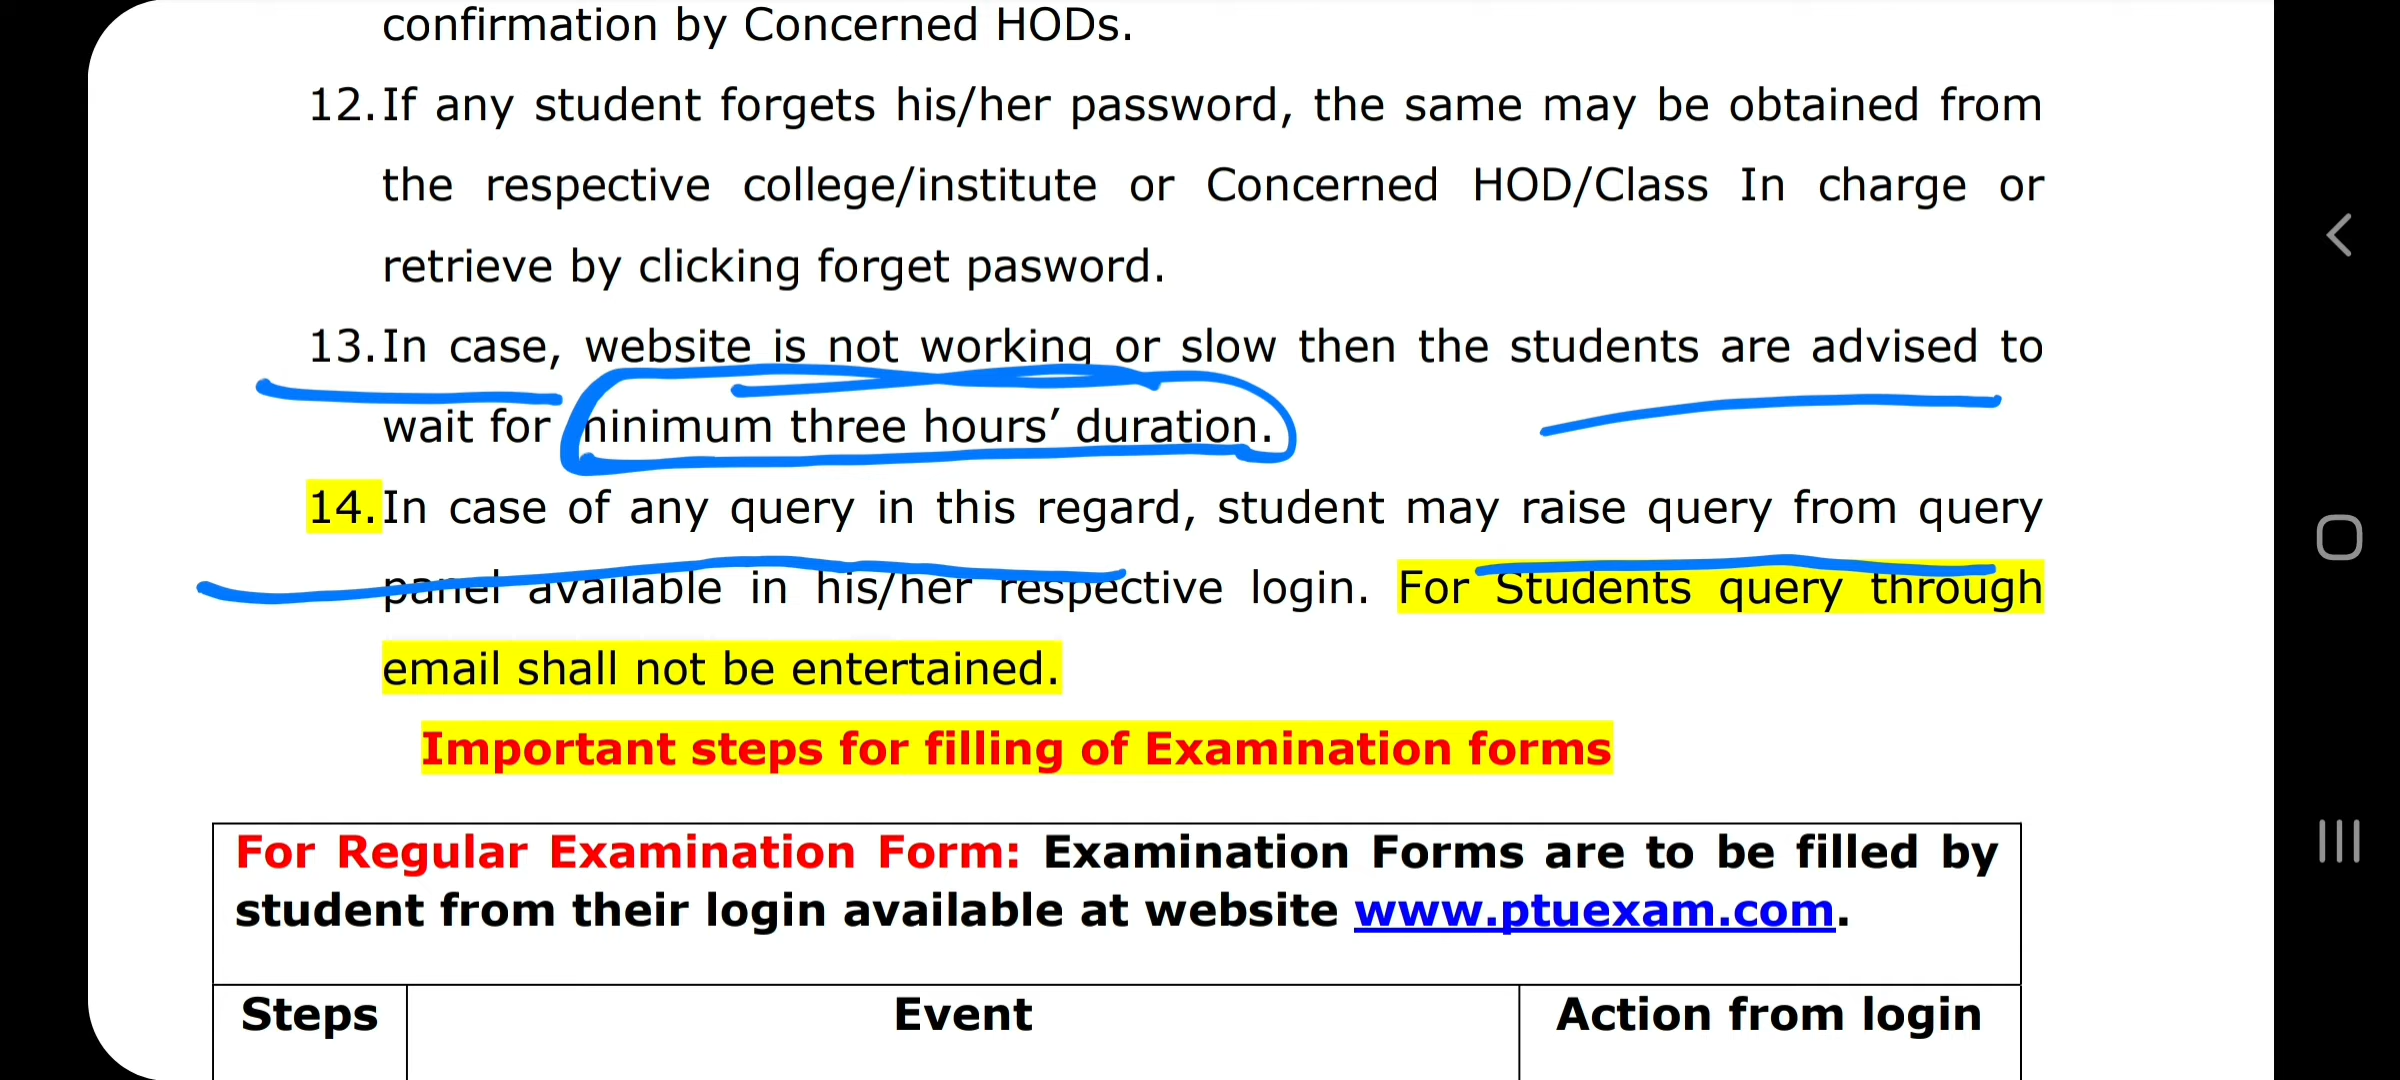 confirmation by Concerned HODs.
12. If any student forgets his/her password, the same may be obtained from
the respective college/institute or Concerned HOD/Class In charge or
retrieve by clicking forget pasword.
13. In case, website is not working or slow then the students are advised to
wait for minimum three hours’ duration.
14. In case of any query in this regard, student may raise query from query
panel available in his/her respective login. For Students query through
email shall not be entertained.
Important steps for filling of Examination forms
For Regular Examination Form: Examination Forms are to be filled by
student from their login available at website www.ptuexam.com.
Steps Event Action from login